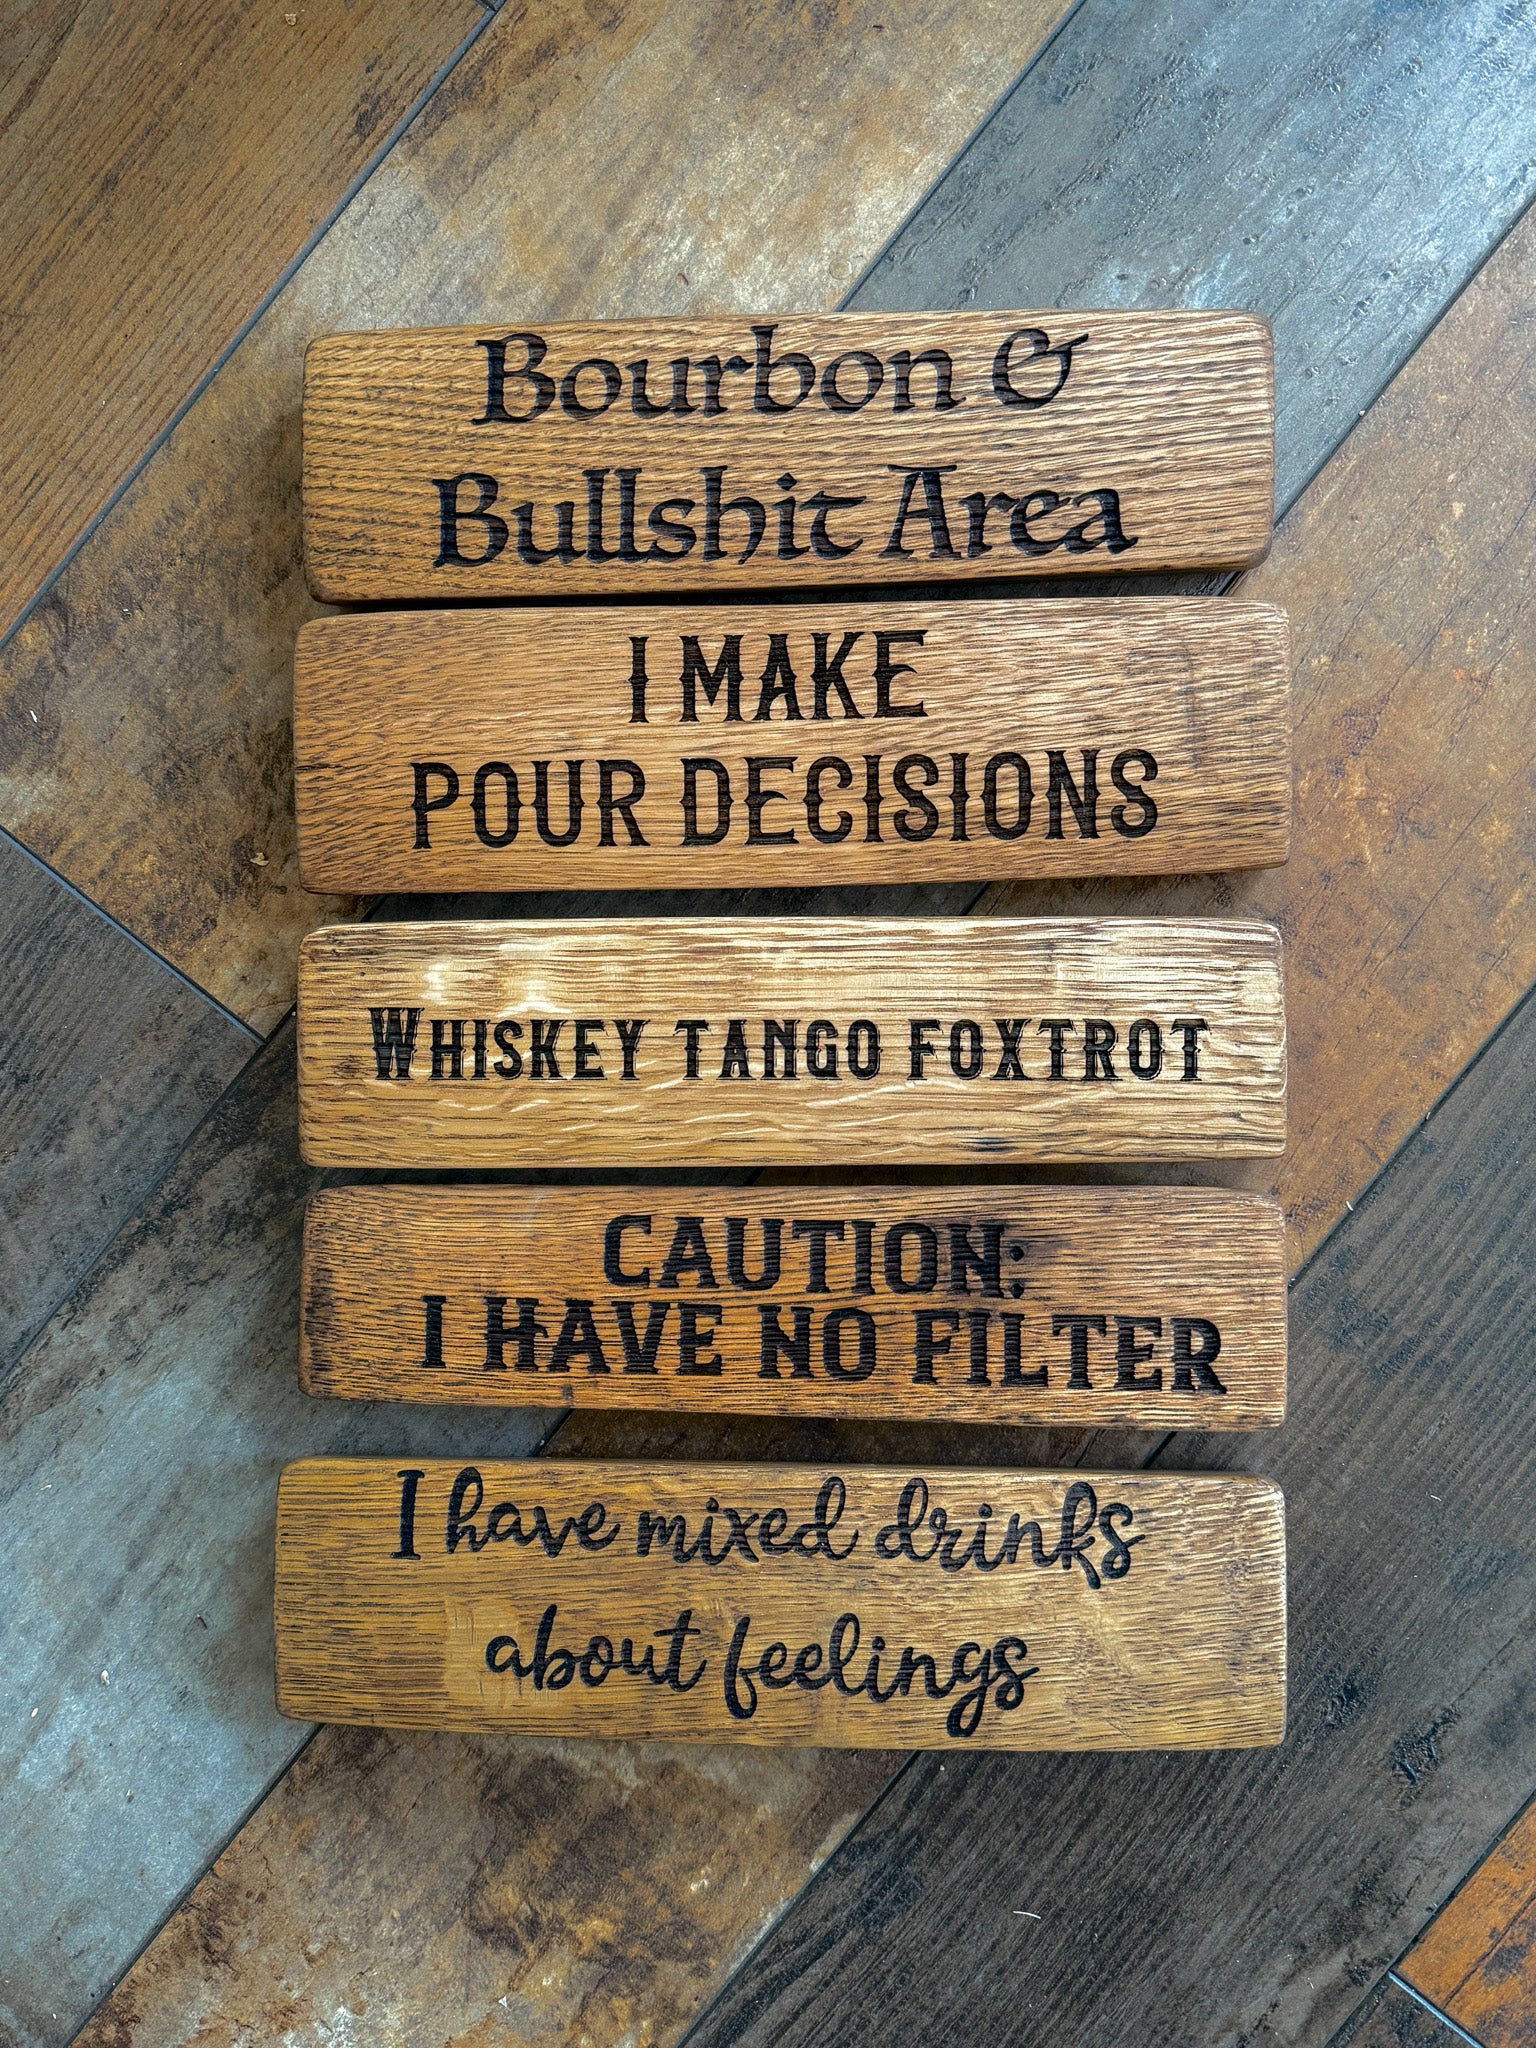 Bourbon &
Bullshit Area
I MAKE
POUR DECISIONS
WHISKEY TANGO FOXTROT
CAUTION:
I HAVE NO FILTER
I have mixed drinks
about feelings